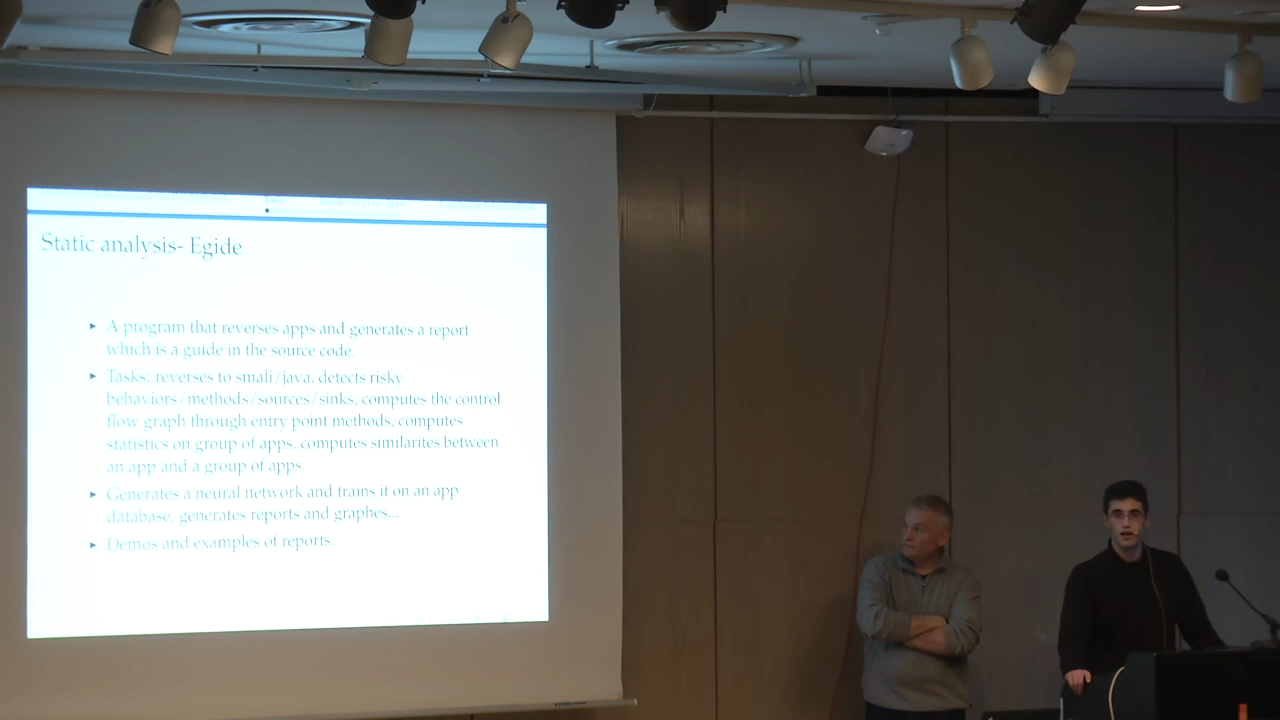 Static analysis- Egide
A program that reverses apps and generates a report
which is a guide in the source code.
Tasks: reverses to smali/java, detects risky
behaviors/methods/sources/sinks, computes the control
flow graph through entry point methods, computes
statistics on group of apps, computes similarites between
an app and a group of apps.
Generates a neural network and trains it on an app
database, generates reports and graphes...
Demos and examples of reports.